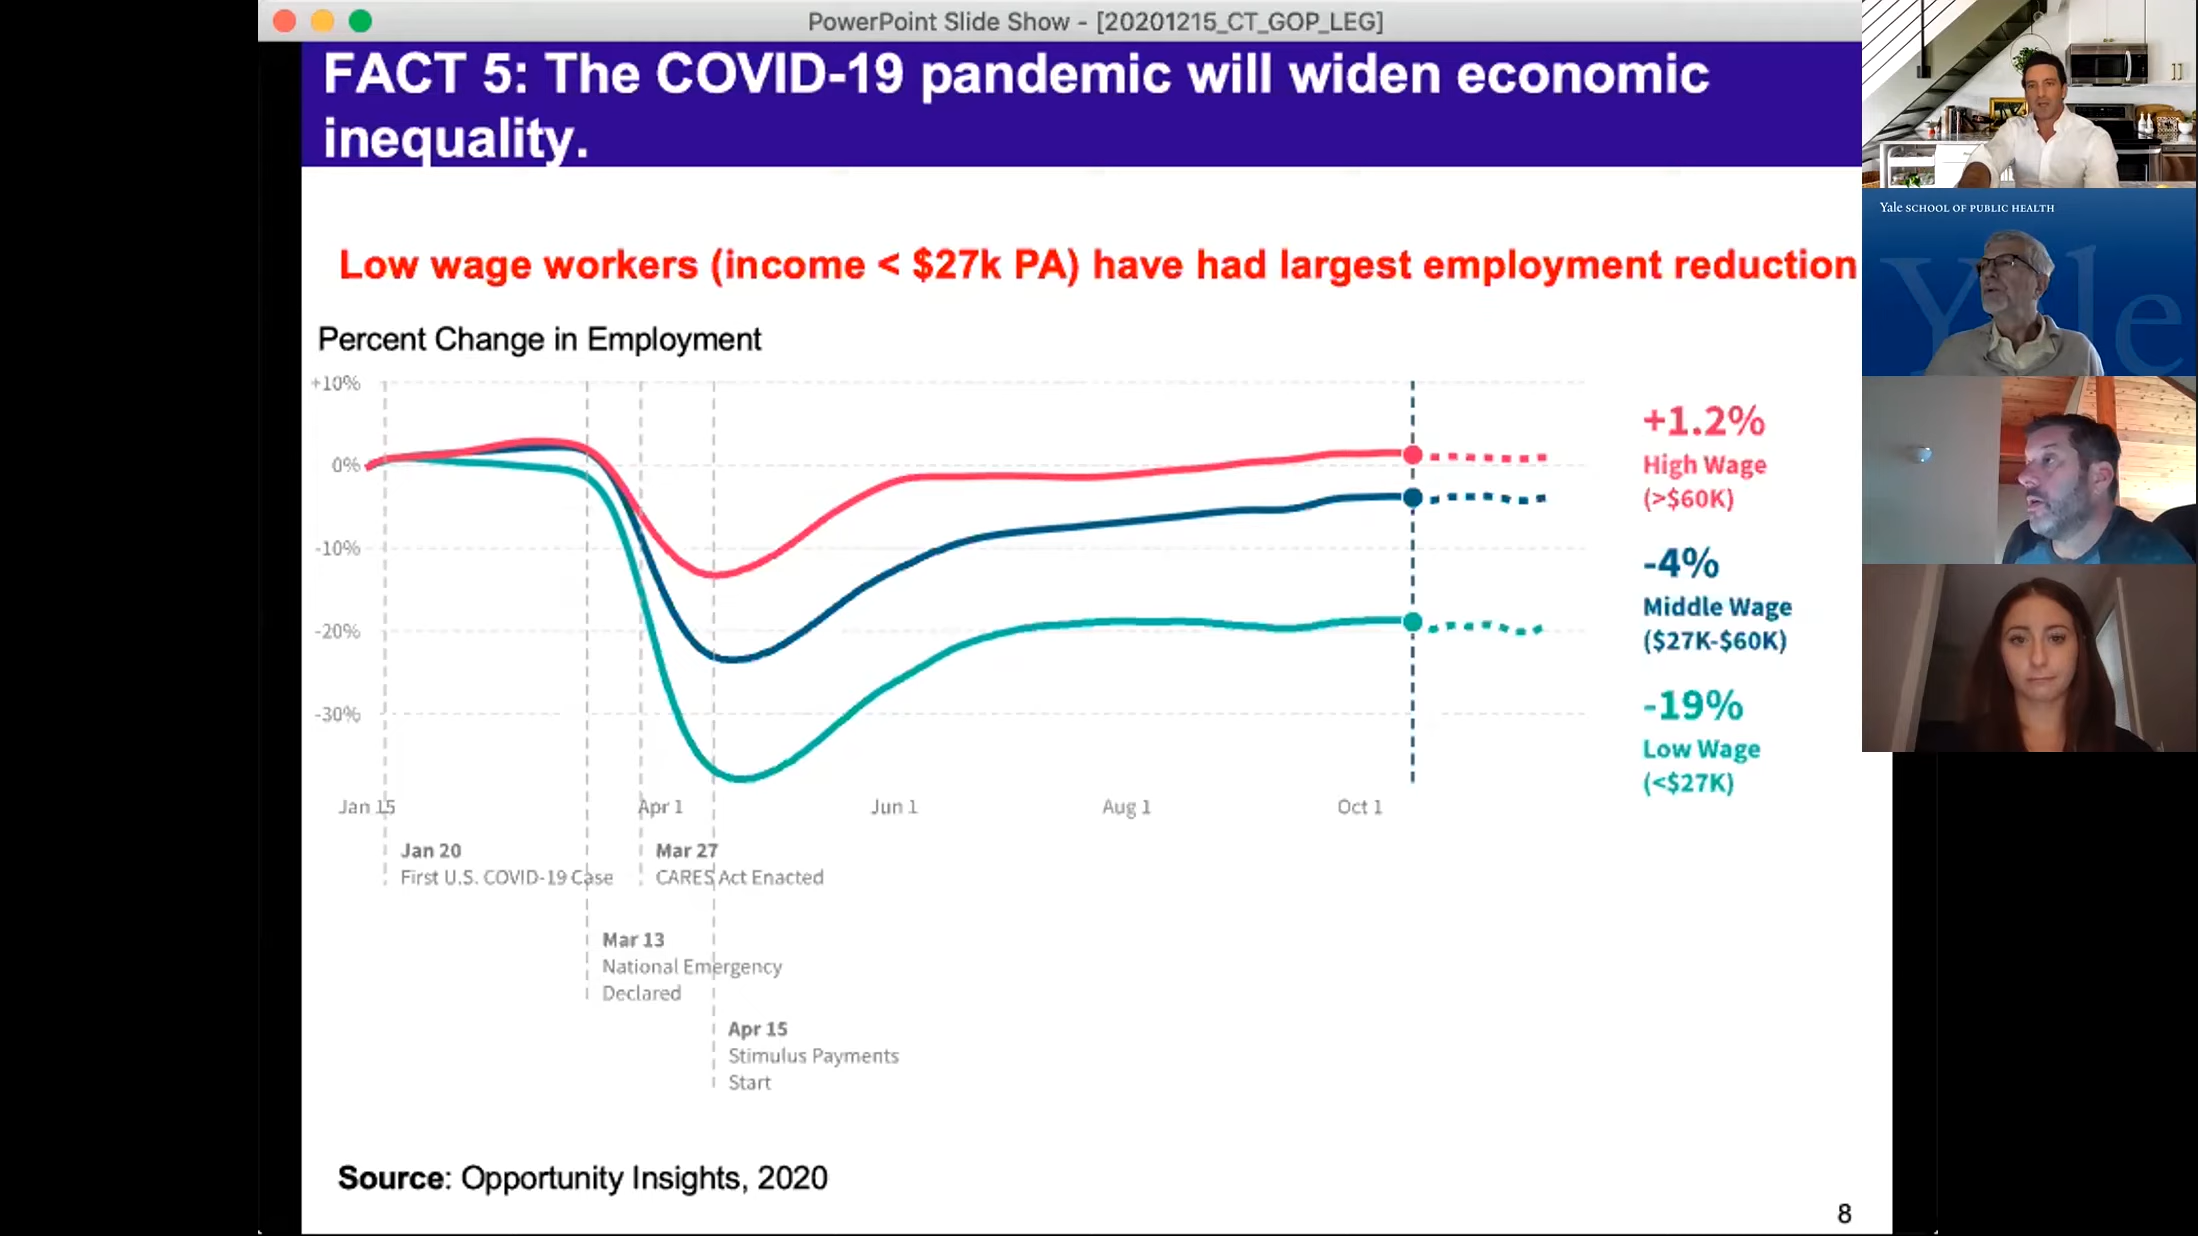 PowerPoint Slide Show - [20201215_CT_GOP_LEG]
FACT 5: The COVID-19 pandemic will widen economic
inequality.
Yale SCHOOL OF PUBLIC HEALTH
Yale
Low wage workers (income < $27k PA) have had largest employment reduction
Percent Change in Employment
+10%
0%
-10%
-20%
-30%
+1.2%
High Wage
(>$60K)
-4%
Middle Wage
($27K-$60K)
-19%
Low Wage
(<$27K)
Jan 15
Apr 1
Jun 1
Aug 1
Oct 1
Jan 20
First U.S. COVID-19 Case
Mar 27
CARES Act Enacted
Mar 13
National Emergency
Declared
Apr 15
Stimulus Payments
Start
Source: Opportunity Insights, 2020
8